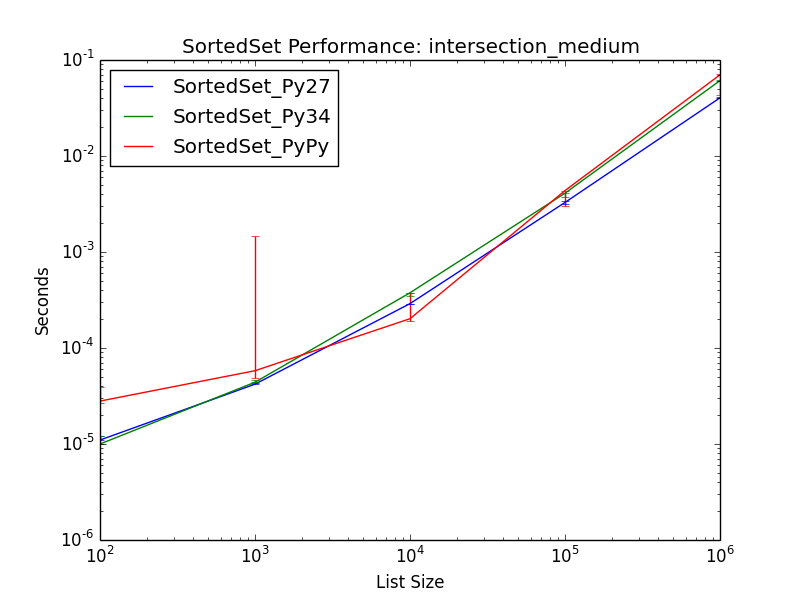 SortedSet Performance: intersection_medium
SortedSet_Py27
SortedSet_Py34
SortedSet_PyPy
10^-1
10^-2
10^-3
10^-4
10^-5
10^-6
Seconds
10^2 10^3 10^4 10^5 10^6
List Size